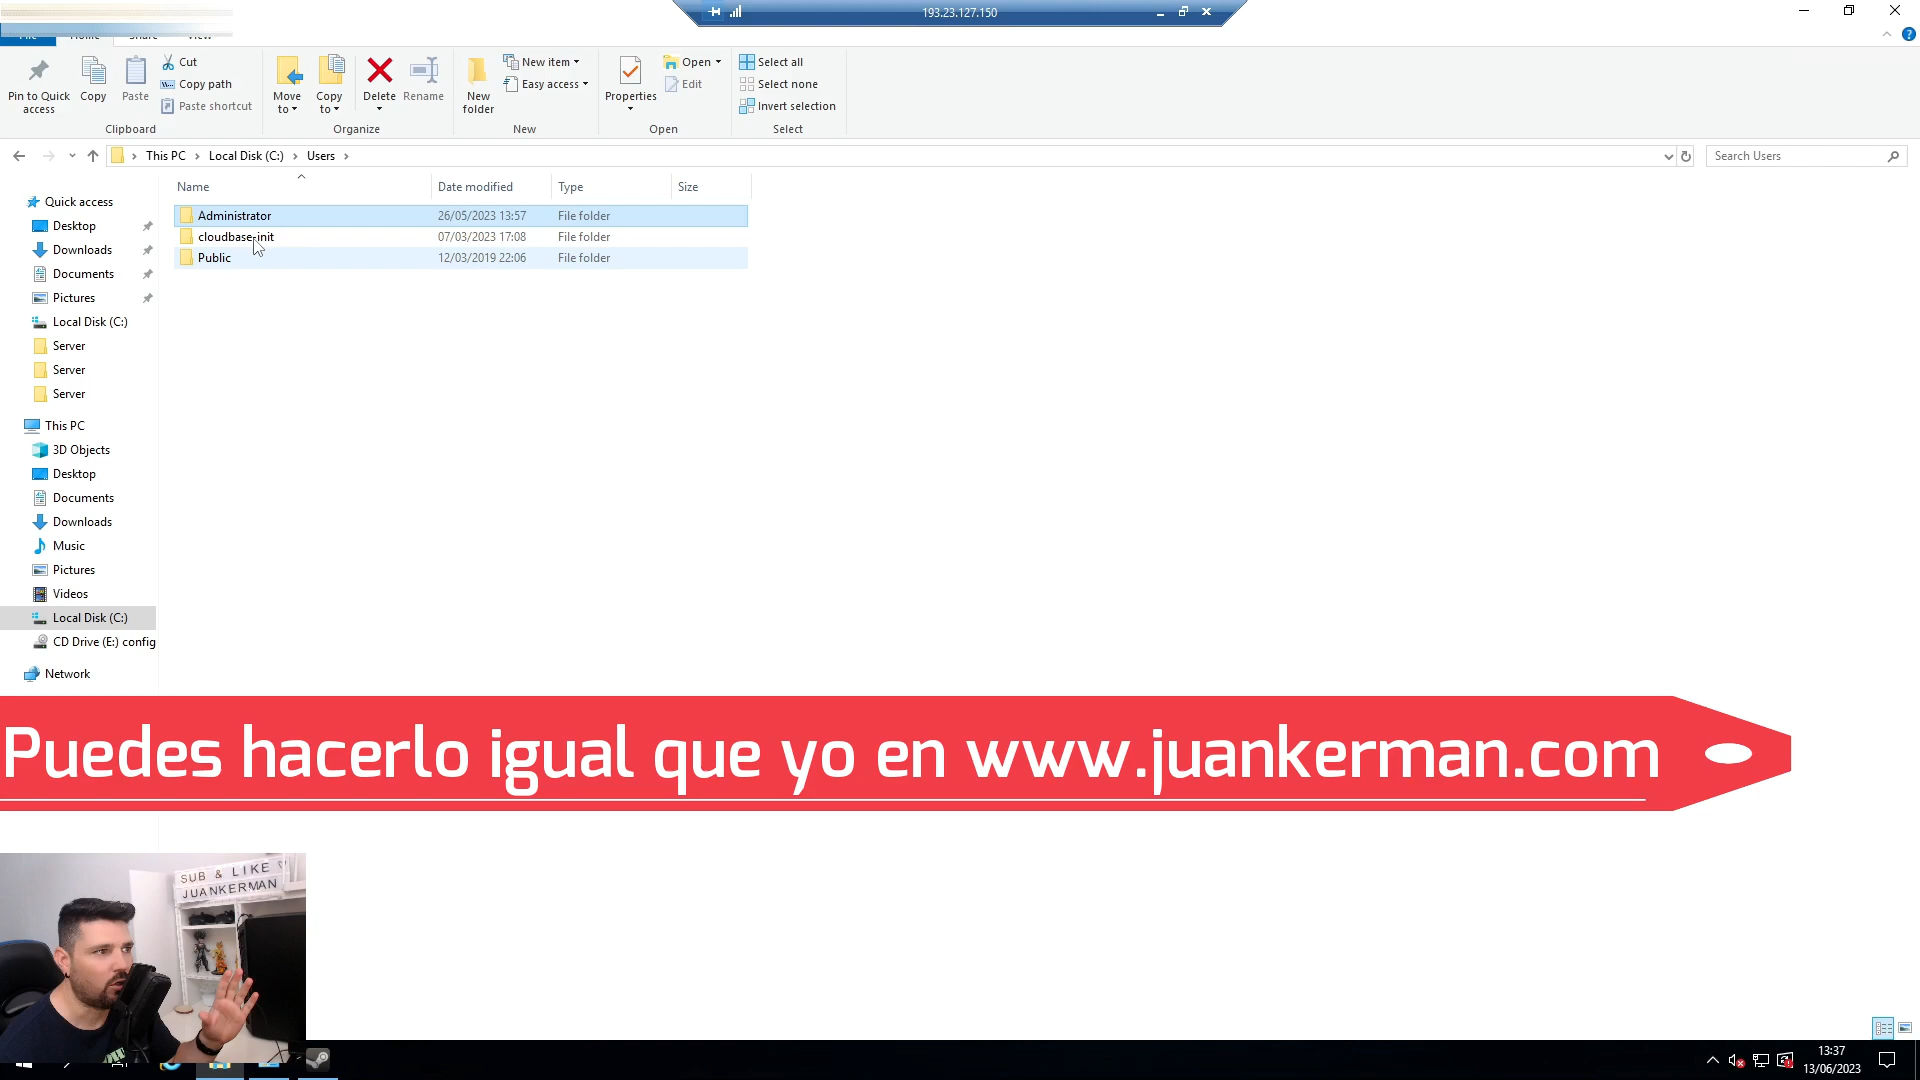 193.23.127.150
Home
Share
View
Pin to Quick access
Copy
Paste
Cut
Copy path
Paste shortcut
Clipboard
Move to
Copy to
Delete
Rename
Organize
New folder
New item
Easy access
New
Properties
Open
Edit
Open
Select all
Select none
Invert selection
Select
This PC
Local Disk (C:)
Users
Search Users
Name
Date modified
Type
Size
Administrator 26/05/2023 13:57 File folder
cloudbase-init 07/03/2023 17:08 File folder
Public 12/03/2019 22:06 File folder
Quick access
Desktop
Downloads
Documents
Pictures
Local Disk (C:)
Server
Server
Server
This PC
3D Objects
Desktop
Documents
Downloads
Music
Pictures
Videos
Local Disk (C:)
CD Drive (E:) config
Network
Puedes hacerlo igual que yo en www.juankerman.com
SUB & LIKE
JUANKERMAN
13:37
13/06/2023